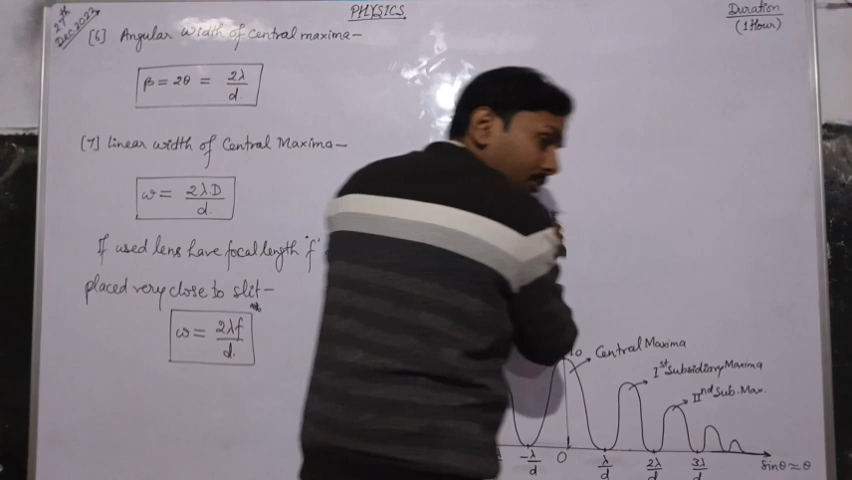 27th
Dec. 2022
PHYSICS
Duration
(1 Hour)
[6] Angular width of Central maxima-
β = 2θ = 2λ/d
[7] Linear width of Central Maxima-
ω = 2λD/d
If used lens have focal length 'f'
placed very close to slit-
ω = 2λf/d
Central Maxima
Ist Subsidiary Maxima
IInd Sub. Max.
-λ/d 0 λ/d 2λ/d 3λ/d
Sinθ ≈ θ